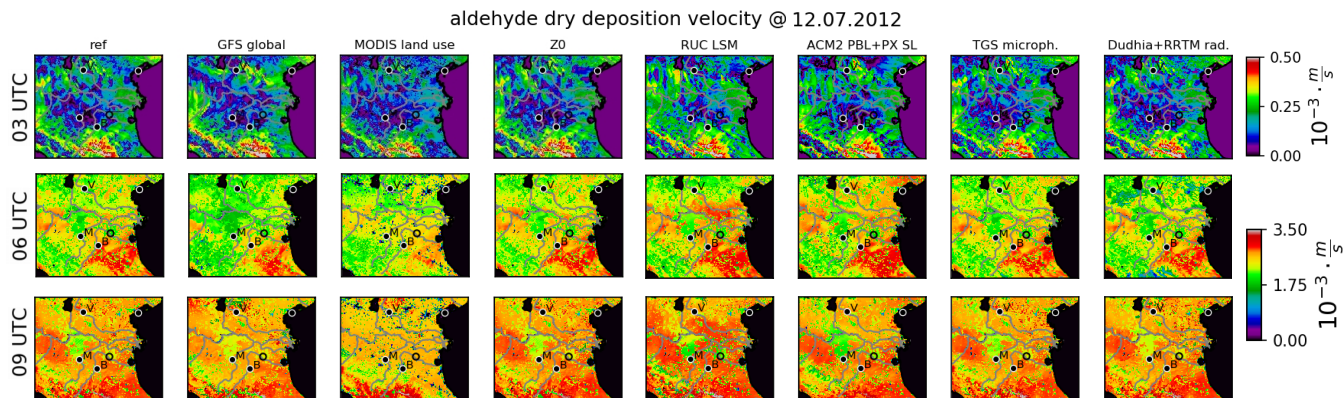 aldehyde dry deposition velocity @ 12.07.2012
ref GFS global MODIS land use Z0 RUC LSM ACM2 PBL+PX SL TGS microph. Dudhia+RRTM rad.
03 UTC
V V V V V V V V
B B B B B B B B
0.50
0.25
0.00
10⁻³ · m/s
06 UTC
V V V V V V V V
M M M M M M M M
B B B B B B B B
3.50
1.75
0.00
10⁻³ · m/s
09 UTC
V V V V V V V V
M M M M M M M M
B B B B B B B B